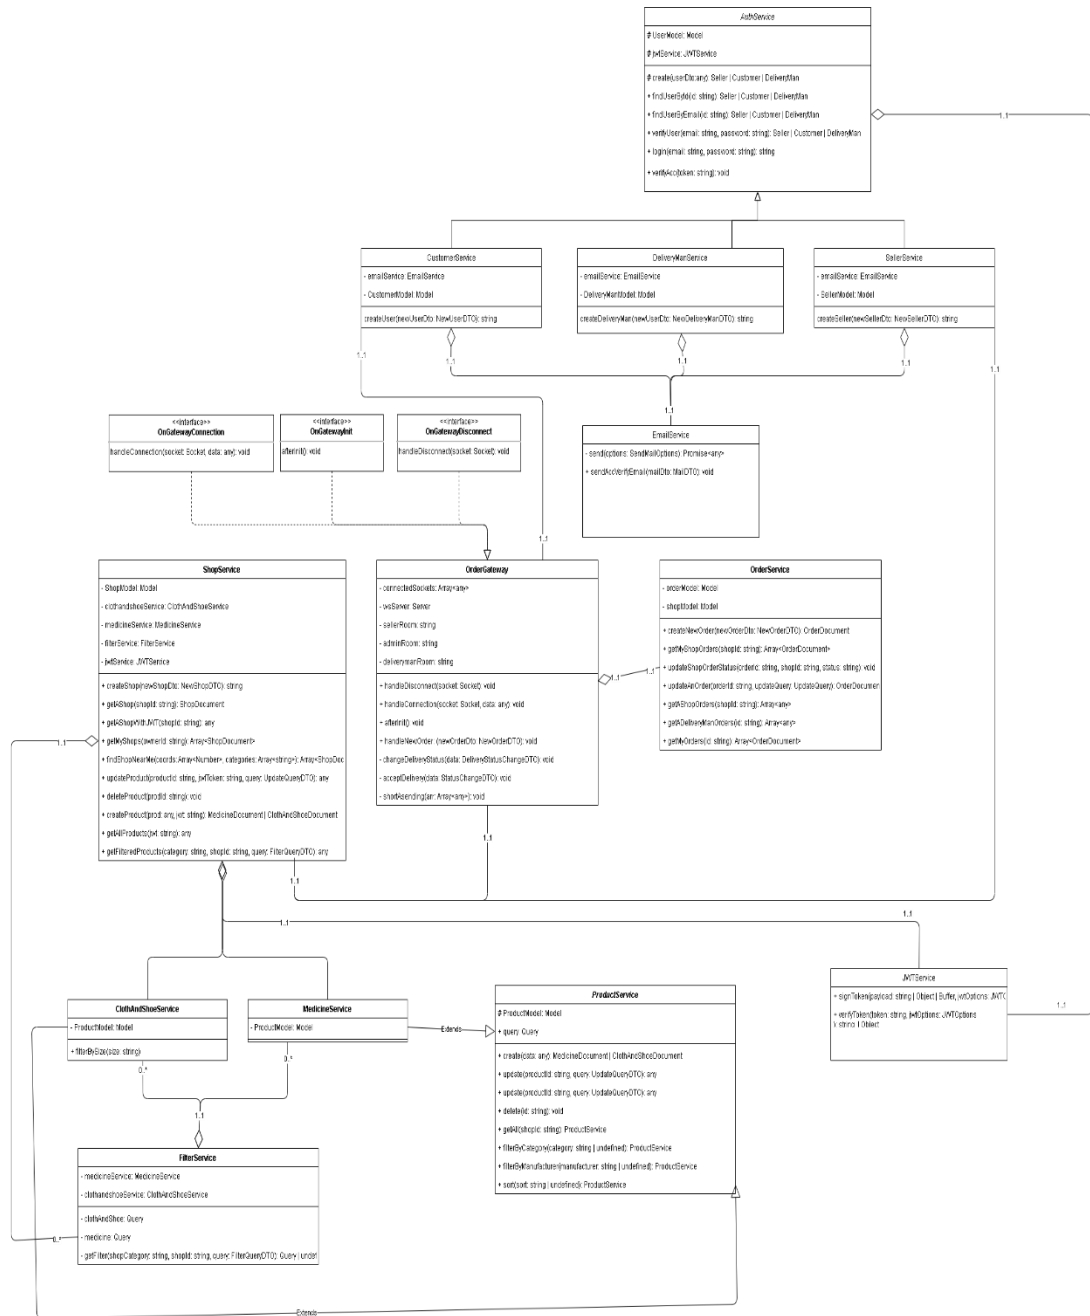 AuthService
# UserModel: Model
# jwtService: JWTService
# create(userDto:any): Seller | Customer | DeliveryMan
+ findUserById(id: string): Seller | Customer | DeliveryMan
+ findUserByEmail(id: string): Seller | Customer | DeliveryMan
+ verifyUser(email: string, password: string): Seller | Customer | DeliveryMan
+ login(email: string, password: string): string
+ verifyAcc(token: string): void
1..1
CustomerService
- emailService: EmailService
- CustomerModel: Model
createUser(newUserDto: NewUserDTO): string
DeliveryManService
- emailService: EmailService
- DeliveryManModel: Model
createDeliveryMan(newUserDto: NewDeliveryManDTO): string
SellerService
- emailService: EmailService
- SellerModel: Model
createSeller(newSellerDto: NewSellerDTO): string
1..1
1..1
1..1
1..1
1..1
1..1
<<interface>>
OnGatewayConnection
handleConnection(socket: Socket, data: any): void
<<interface>>
OnGatewayInit
afterInit(): void
<<interface>>
OnGatewayDisconnect
handleDisconnect(socket: Socket): void
EmailService
- send(options: SendMailOptions): Promise<any>
+ sendAccVerifyEmail(mailDto: MailDTO): void
1..1
ShopService
- ShopModel: Model
- clothandshoeService: ClothAndShoeService
- medicineService: MedicineService
- filterService: FilterService
- jwtService: JWTService
+ createShop(newShopDto: NewShopDTO): string
+ getAShop(shopId: string): ShopDocument
+ getAShopWithJWT(shopId: string): any
+ getMyShops(ownerId: string): Array<ShopDocument>
+ findShopNearMe(coords: Array<Number>, categories: Array<string>): Array<ShopDoc
+ updateProduct(productId: string, jwtToken: string, query: UpdateQueryDTO): any
+ deleteProduct(prodId: string): void
+ createProduct(prod: any, jwt: string): MedicineDocument | ClothAndShoeDocument
+ getAllProducts(jwt: string): any
+ getFilteredProducts(category: string, shopId: string, query: FilterQueryDTO): any
1..1
OrderGateway
- connectedSockets: Array<any>
- wsServer: Server
- sellerRoom: string
- adminRoom: string
- deliverymanRoom: string
+ handleDisconnect(socket: Socket): void
+ handleConnection(socket: Socket, data: any): void
+ afterInit(): void
+ handleNewOrder (newOrderDto: NewOrderDTO): void
- changeDeliveryStatus(data: DeliveryStatusChangeDTO): void
- acceptDelivery(data: StatusChangeDTO): void
- shortAsending(arr: Array<any>): void
1..1
1..1
OrderService
- orderModel: Model
- shopModel: Model
+ createNewOrder(newOrderDto: NewOrderDTO): OrderDocument
+ getMyShopOrders(shopId: string): Array<OrderDocument>
+ updateShopOrderStatus(orderId: string, shopId: string, status: string): void
+ updateAnOrder(orderId: string, updateQuery: UpdateQuery): OrderDocumen
+ getAShopOrders(shopId: string): Array<any>
+ getADeliveryManOrders(id: string): Array<any>
+ getMyOrders(id: string): Array<OrderDocument>
1..1
1..1
1..1
1..1
1..1
ClothAndShoeService
- ProductModel: Model
+ filterBySize(size: string)
MedicineService
- ProductModel: Model
Extends
ProductService
# ProductModel: Model
+ query: Query
+ create(data: any): MedicineDocument | ClothAndShoeDocument
+ update(productId: string, query: UpdateQueryDTO): any
+ update(productId: string, query: UpdateQueryDTO): any
+ delete(id: string): void
+ getAll(shopId: string): ProductService
+ filterByCategory(category: string | undefined): ProductService
+ filterByManufacturer(manufacturer: string | undefined): ProductService
+ sort(sort: string | undefined): ProductService
JWTService
+ signToken(payload: string | Object | Buffer, jwtOptions: JWTO
+ verifyToken(token: string, jwtOptions: JWTOptions
): string | Object
1..1
0..*
0..*
1..1
FilterService
- medicineService: MedicineService
- clothandshoeService: ClothAndShoeService
- clothAndShoe: Query
- medicine: Query
- getFilter(shopCategory: string, shopId: string, query: FilterQueryDTO): Query | undef
0..*
Extends